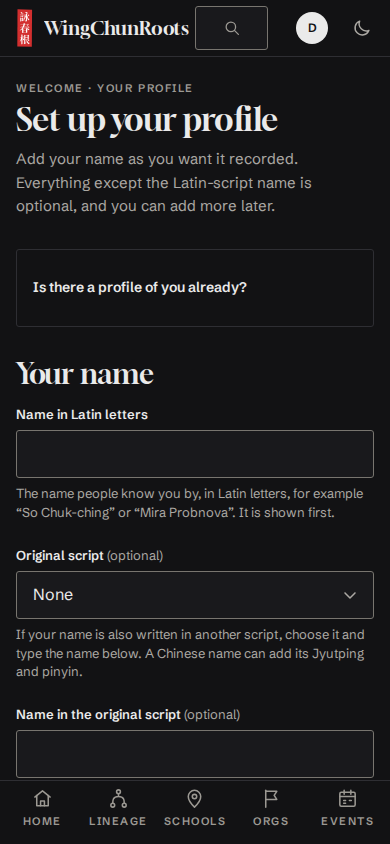 詠春根
WingChunRoots
D
WELCOME · YOUR PROFILE
Set up your profile
Add your name as you want it recorded.
Everything except the Latin-script name is
optional, and you can add more later.
Is there a profile of you already?
Your name
Name in Latin letters
The name people know you by, in Latin letters, for example
“So Chuk-ching” or “Mira Probnova”. It is shown first.
Original script (optional)
None
If your name is also written in another script, choose it and
type the name below. A Chinese name can add its Jyutping
and pinyin.
Name in the original script (optional)
HOME
LINEAGE
SCHOOLS
ORGS
EVENTS